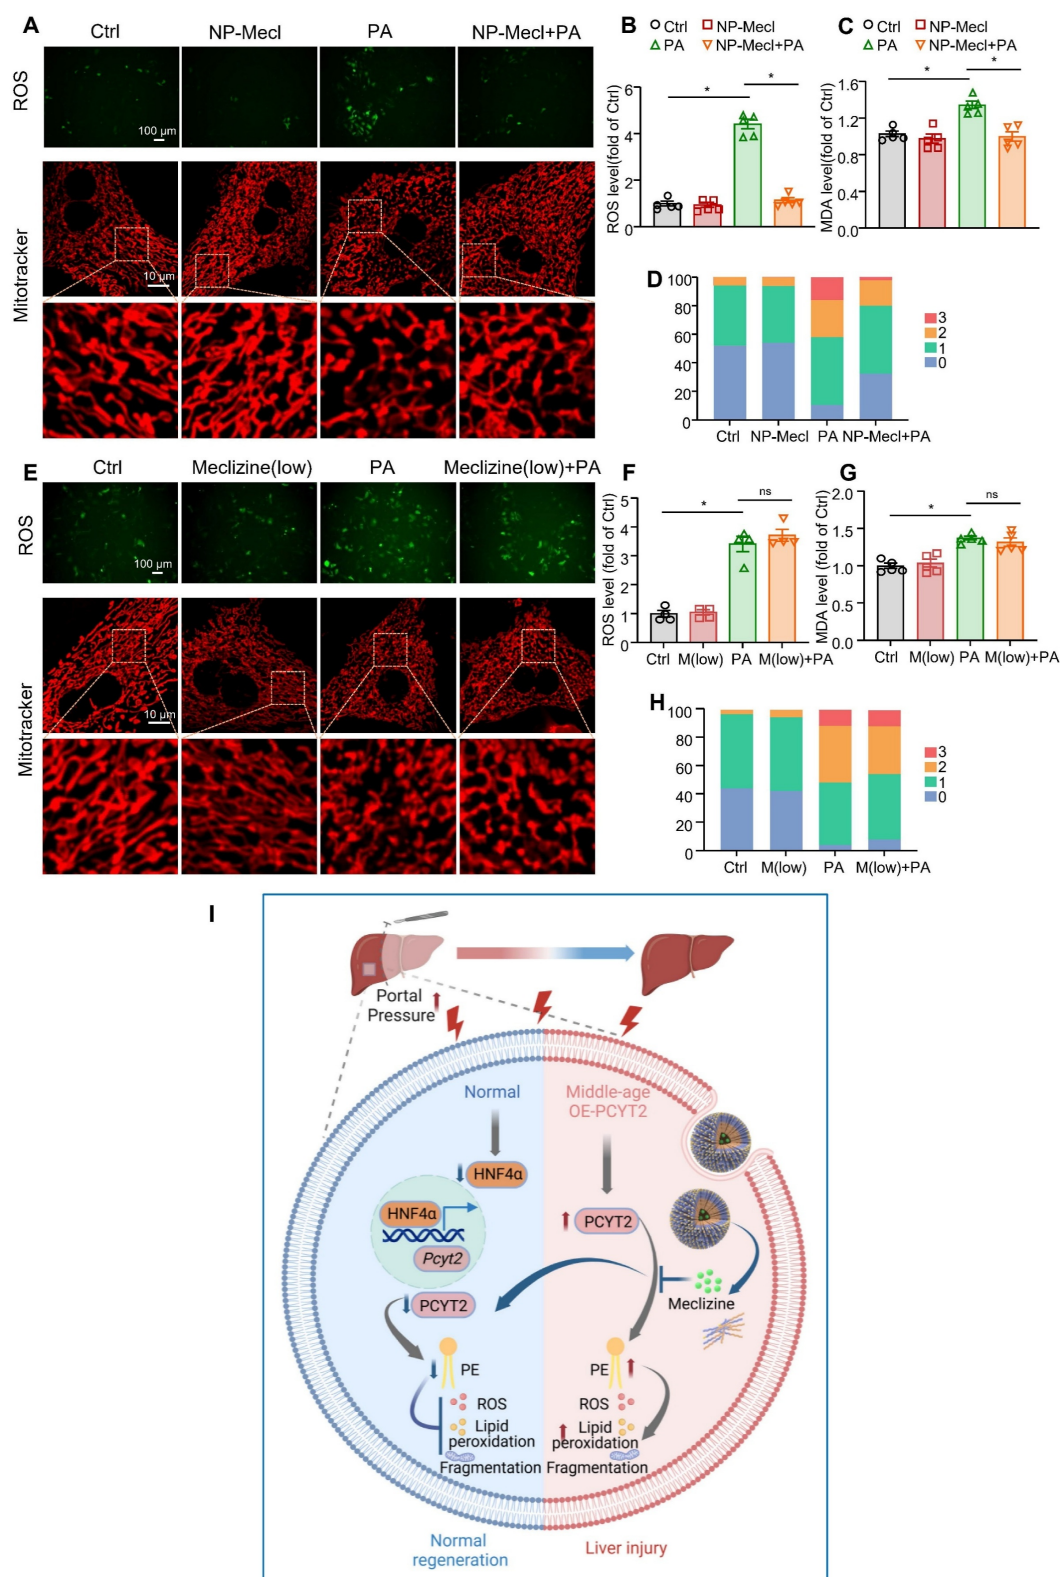 A
Ctrl
NP-Mecl
PA
NP-Mecl+PA
ROS
100 µm
Mitotracker
10 µm
B
Ctrl
NP-Mecl
PA
NP-Mecl+PA
ROS level(fold of Ctrl)
6
4
2
0
*
*
C
Ctrl
NP-Mecl
PA
NP-Mecl+PA
MDA level(fold of Ctrl)
1.6
1.2
0.8
0.4
0.0
*
*
D
100
80
60
40
20
0
Ctrl
NP-Mecl
PA
NP-Mecl+PA
3
2
1
0
E
Ctrl
Meclizine(low)
PA
Meclizine(low)+PA
ROS
100 µm
Mitotracker
10 µm
F
ROS level (fold of Ctrl)
5
4
3
2
1
0
*
ns
Ctrl
M(low)
PA
M(low)+PA
G
MDA level (fold of Ctrl)
2.0
1.5
1.0
0.5
0.0
*
ns
Ctrl
M(low)
PA
M(low)+PA
H
100
80
60
40
20
0
Ctrl
M(low)
PA
M(low)+PA
3
2
1
0
I
Portal
Pressure
Normal
Middle-age
OE-PCYT2
HNF4α
HNF4α
Pcyt2
PCYT2
PCYT2
Meclizine
PE
PE
ROS
ROS
Lipid
peroxidation
Lipid
peroxidation
Fragmentation
Fragmentation
Normal
regeneration
Liver injury